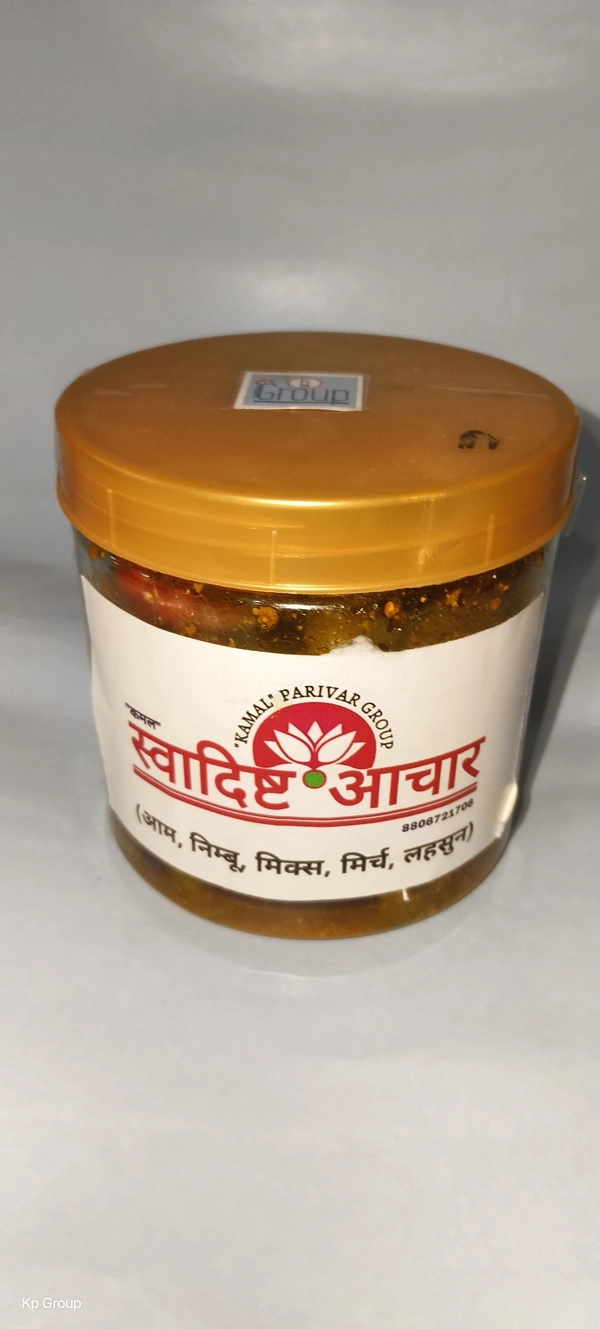 Group
"KAMAL" PARIVAR GROUP
"कमल"
स्वादिष्ट आचार
8806721706
(आम, निम्बू, मिक्स, मिर्च, लहसुन)
Kp Group